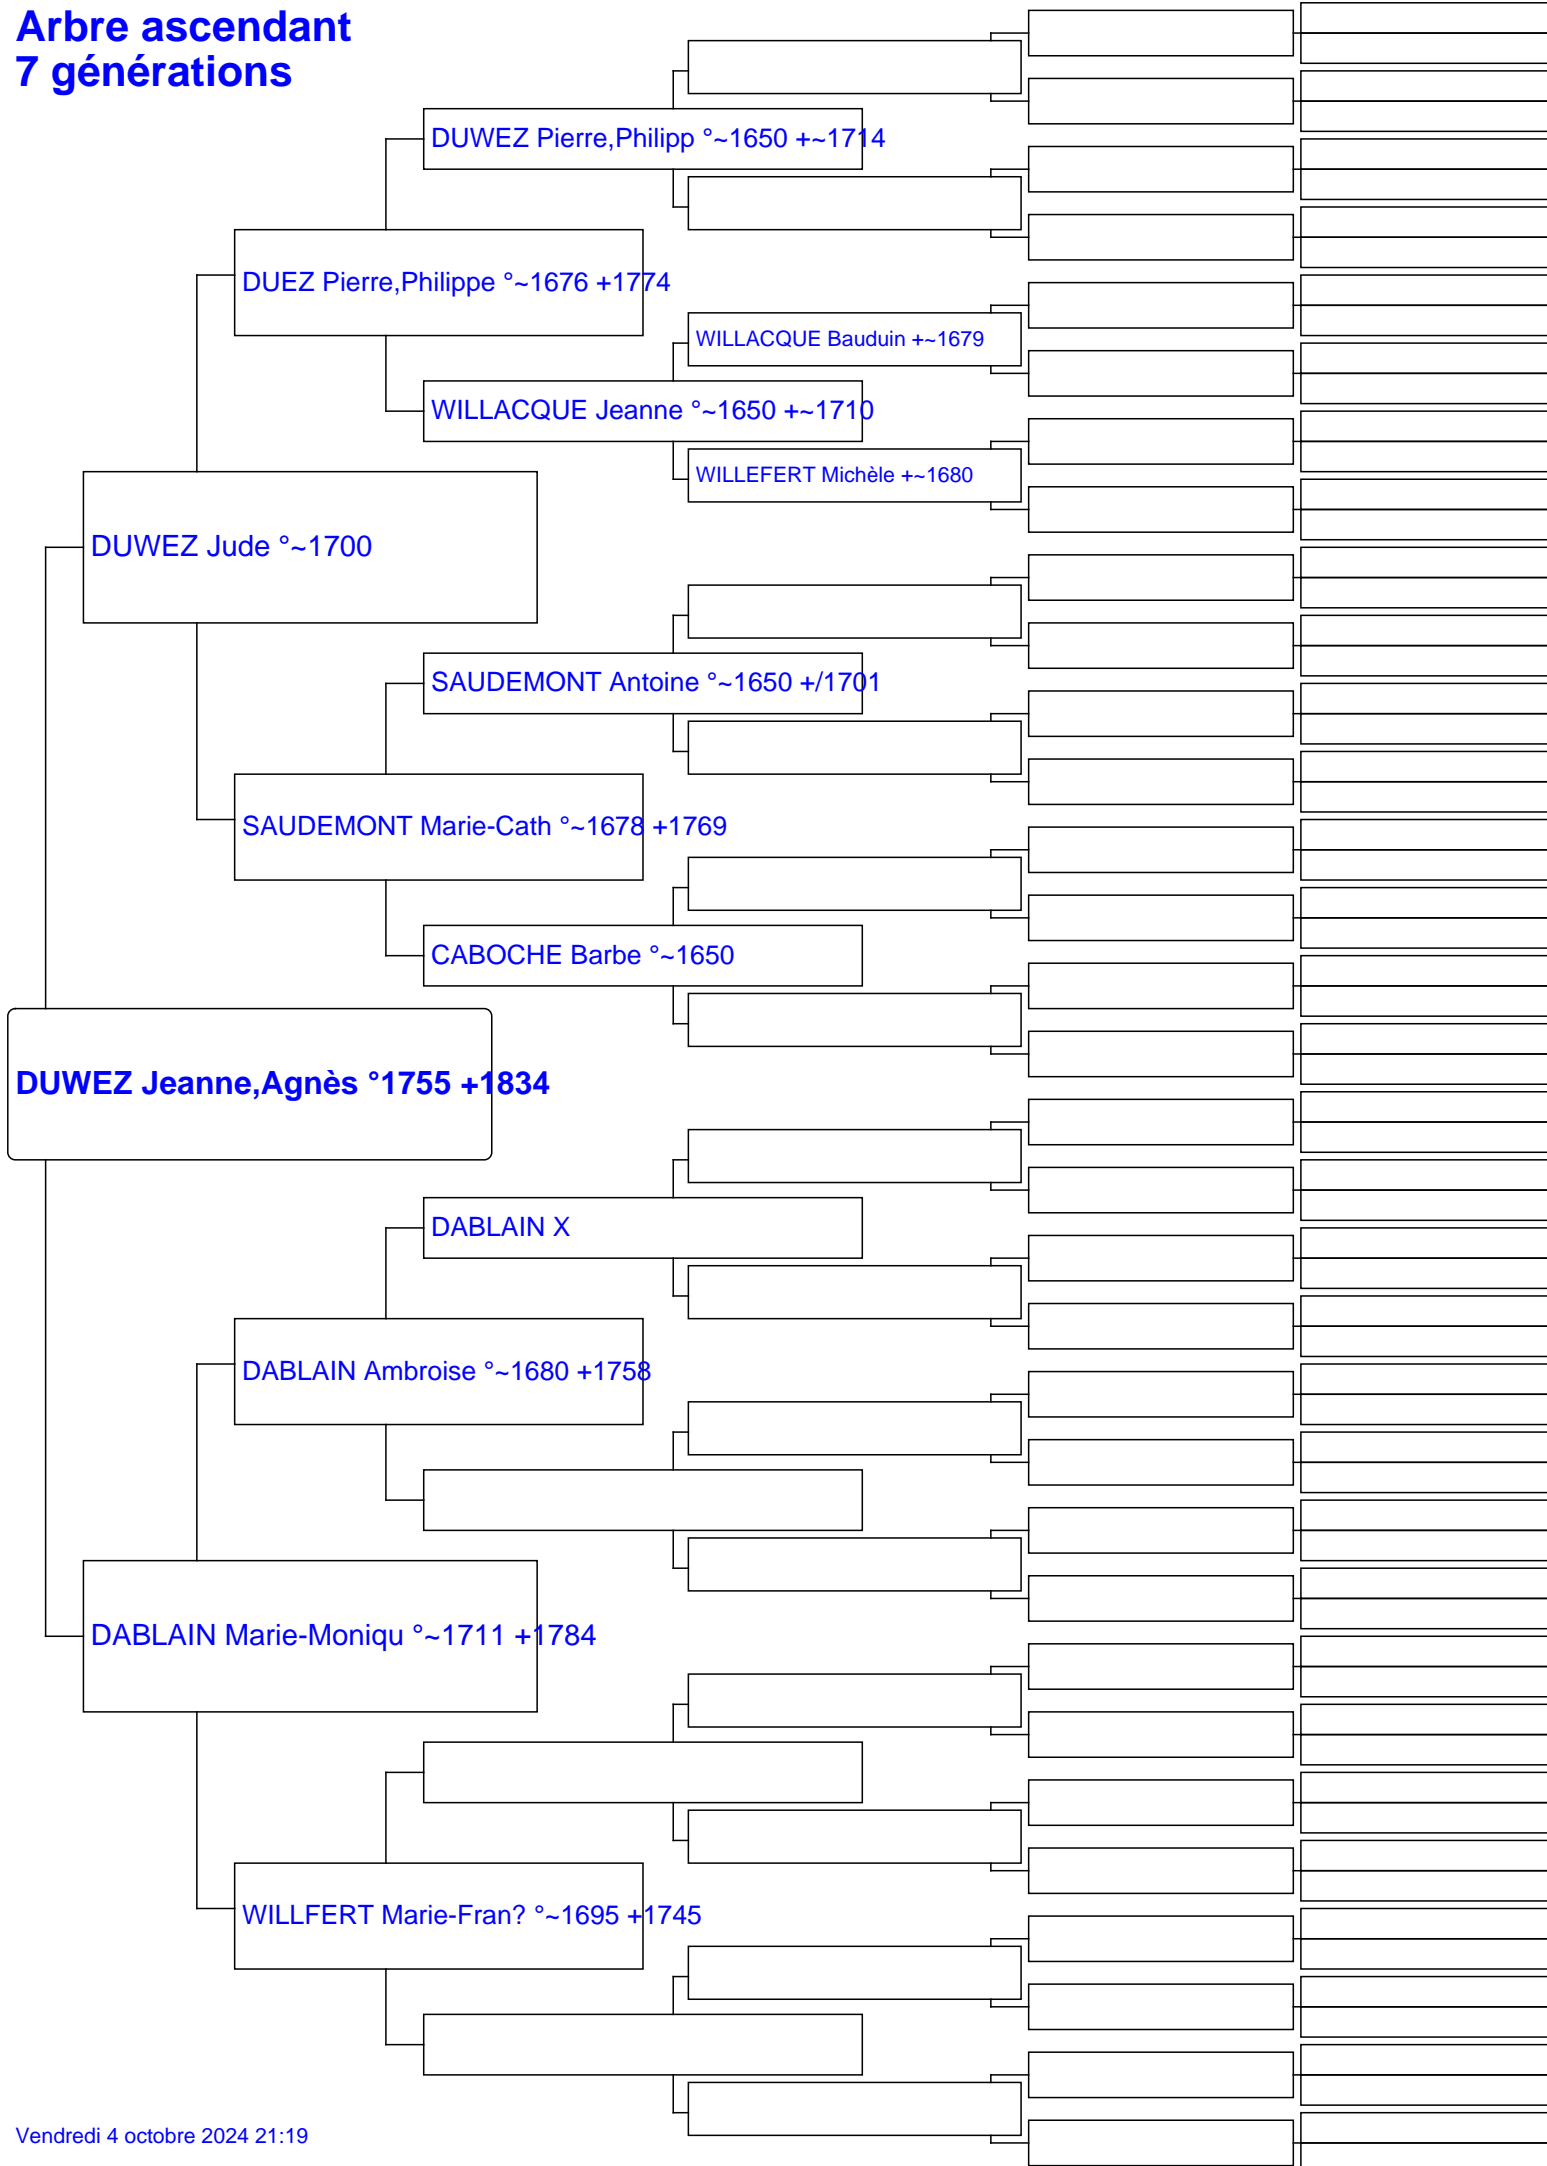 Arbre ascendant
7 générations
DUWEZ Pierre,Philipp °~1650 +~1714
DUEZ Pierre,Philippe °~1676 +1774
WILLACQUE Bauduin +~1679
WILLACQUE Jeanne °~1650 +~1710
WILLEFERT Michèle +~1680
DUWEZ Jude °~1700
SAUDEMONT Antoine °~1650 +/1701
SAUDEMONT Marie-Cath °~1678 +1769
CABOCHE Barbe °~1650
DUWEZ Jeanne,Agnès °1755 +1834
DABLAIN X
DABLAIN Ambroise °~1680 +1758
DABLAIN Marie-Moniqu °~1711 +1784
WILLFERT Marie-Fran? °~1695 +1745
Vendredi 4 octobre 2024 21:19